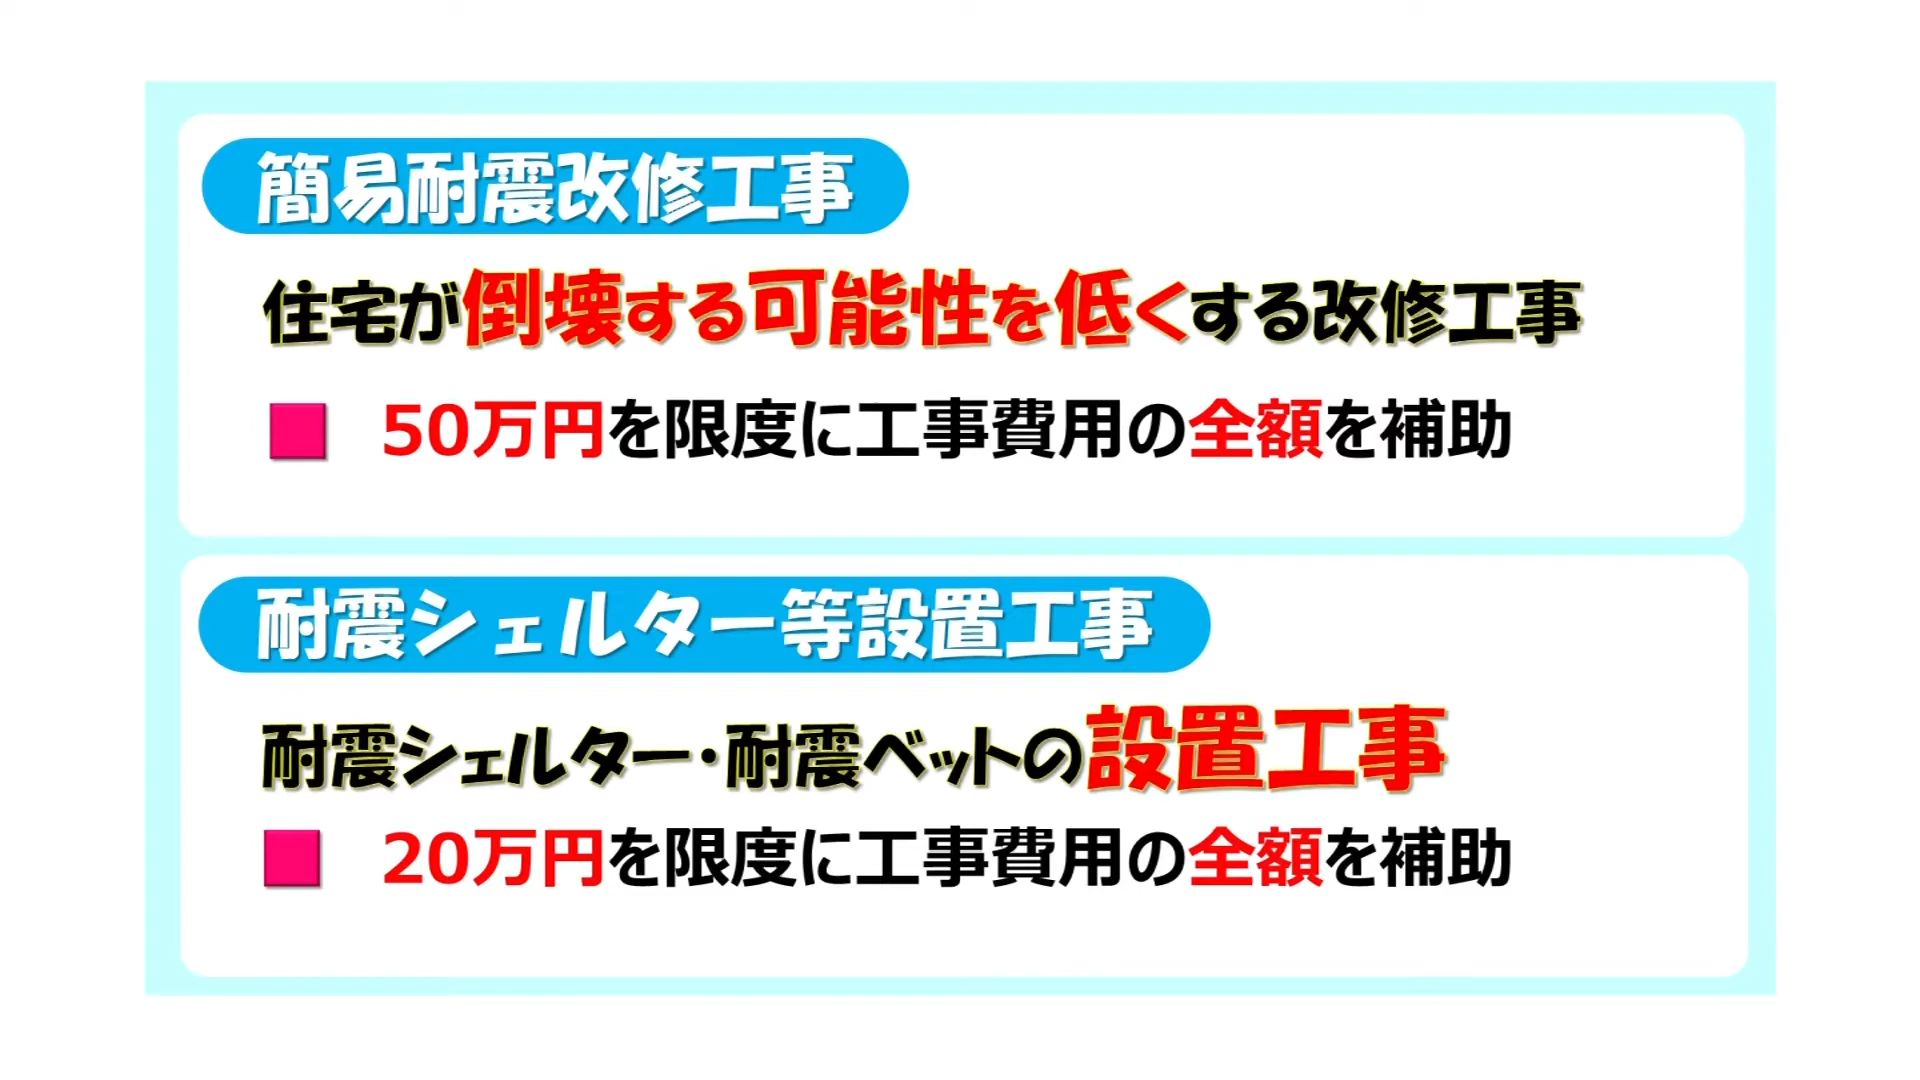 簡易耐震改修工事
住宅が倒壊する可能性を低くする改修工事
50万円を限度に工事費用の全額を補助
耐震シェルター等設置工事
耐震シェルター・耐震ベットの設置工事
20万円を限度に工事費用の全額を補助